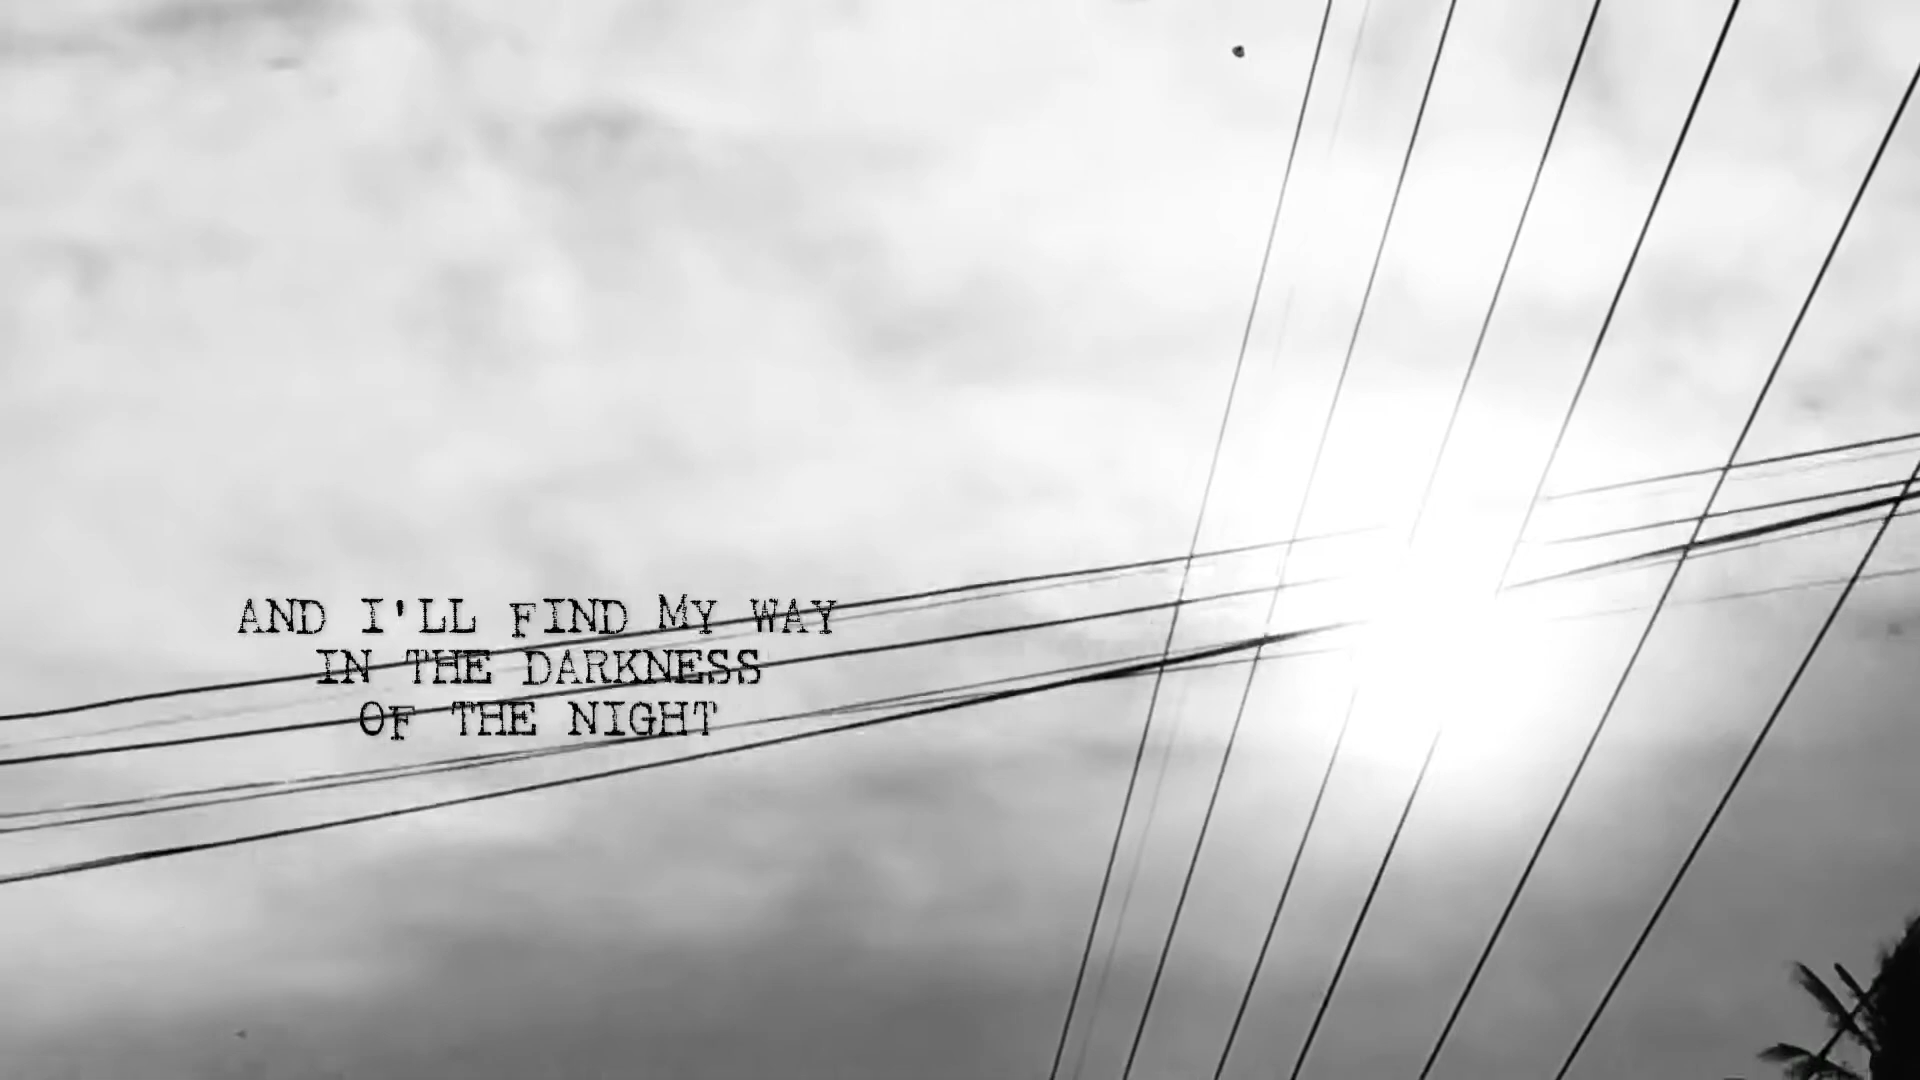 AND I'LL FIND MY WAY
IN THE DARKNESS
OF THE NIGHT